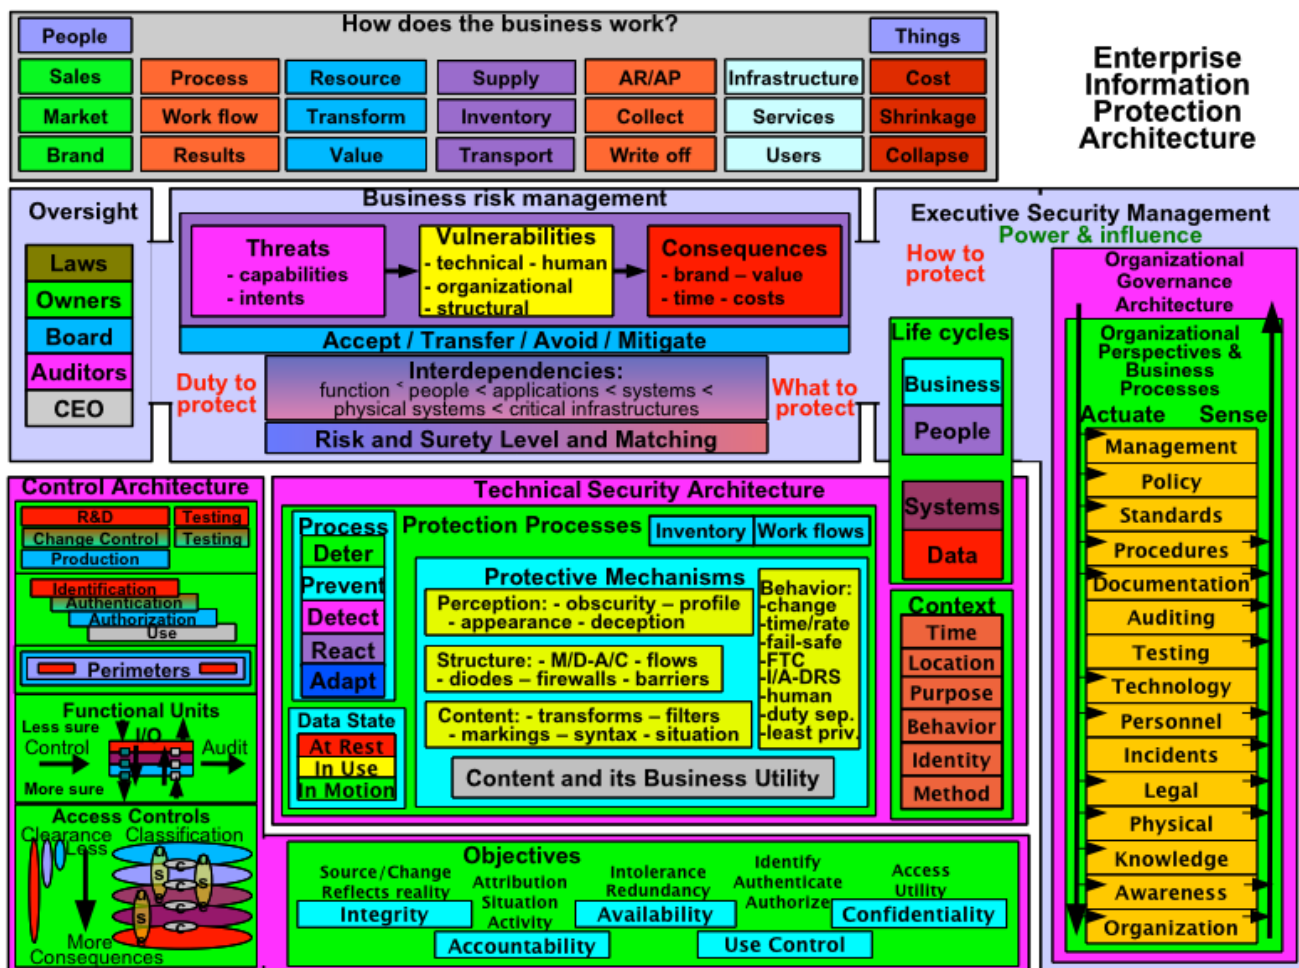 How does the business work?
People
Things
Sales
Process
Resource
Supply
AR/AP
Infrastructure
Cost
Market
Work flow
Transform
Inventory
Collect
Services
Shrinkage
Brand
Results
Value
Transport
Write off
Users
Collapse
Enterprise
Information
Protection
Architecture
Oversight
Laws
Owners
Board
Auditors
CEO
Business risk management
Threats
- capabilities
- intents
Vulnerabilities
- technical - human
- organizational
- structural
Consequences
- brand – value
- time - costs
Accept / Transfer / Avoid / Mitigate
Duty to
protect
Interdependencies:
function < people < applications < systems <
physical systems < critical infrastructures
What to
protect
Risk and Surety Level and Matching
Executive Security Management
Power & influence
How to
protect
Life cycles
Business
People
Systems
Data
Context
Time
Location
Purpose
Behavior
Identity
Method
Organizational
Governance
Architecture
Organizational
Perspectives &
Business
Processes
Actuate
Sense
Management
Policy
Standards
Procedures
Documentation
Auditing
Testing
Technology
Personnel
Incidents
Legal
Physical
Knowledge
Awareness
Organization
Control Architecture
R&D
Testing
Change Control
Testing
Production
Identification
Authentication
Authorization
Use
Perimeters
Functional Units
Less sure
I/O
Control
Audit
More sure
Access Controls
Clearance
Classification
Less
More
Consequences
Technical Security Architecture
Process
Deter
Prevent
Detect
React
Adapt
Data State
At Rest
In Use
In Motion
Protection Processes
Inventory
Work flows
Protective Mechanisms
Perception: - obscurity – profile
- appearance - deception
Structure: - M/D-A/C - flows
- diodes – firewalls - barriers
Content: - transforms – filters
- markings – syntax - situation
Behavior:
-change
-time/rate
-fail-safe
-FTC
-I/A-DRS
-human
-duty sep.
-least priv.
Content and its Business Utility
Objectives
Source/Change
Reflects reality
Integrity
Attribution
Situation
Activity
Accountability
Intolerance
Redundancy
Availability
Identify
Authenticate
Authorize
Use Control
Access
Utility
Confidentiality